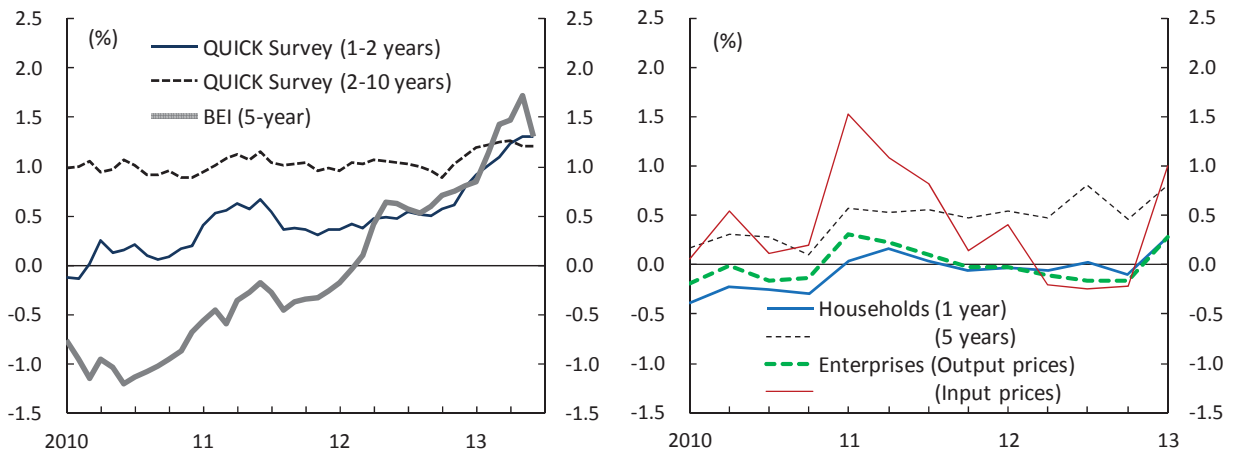 2.5 2.5
(%)
QUICK Survey (1-2 years)
2.0 2.0
QUICK Survey (2-10 years)
1.5 1.5
BEI (5-year)
1.0 1.0
0.5 0.5
0.0 0.0
-0.5 -0.5
-1.0 -1.0
-1.5 -1.5
2010 11 12 13
2.5 2.5
(%)
2.0 2.0
1.5 1.5
1.0 1.0
0.5 0.5
0.0 0.0
Households (1 year)
-0.5 -0.5
(5 years)
-1.0 -1.0
Enterprises (Output prices)
(Input prices)
-1.5 -1.5
2010 11 12 13